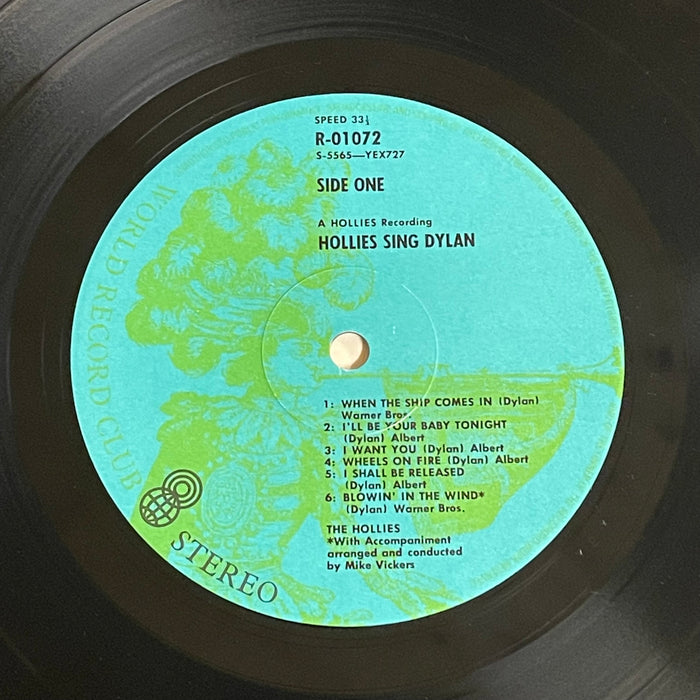 SPEED 33⅓
R-01072
S-5565—YEX727
SIDE ONE
A HOLLIES Recording
HOLLIES SING DYLAN
1: WHEN THE SHIP COMES IN (Dylan)
Warner Bros.
2: I'LL BE YOUR BABY TONIGHT
(Dylan) Albert
3: I WANT YOU (Dylan) Albert
4: WHEELS ON FIRE (Dylan) Albert
5: I SHALL BE RELEASED
(Dylan) Albert
6: BLOWIN' IN THE WIND*
(Dylan) Warner Bros.
THE HOLLIES
*With Accompaniment
arranged and conducted
by Mike Vickers
WORLD RECORD CLUB
STEREO